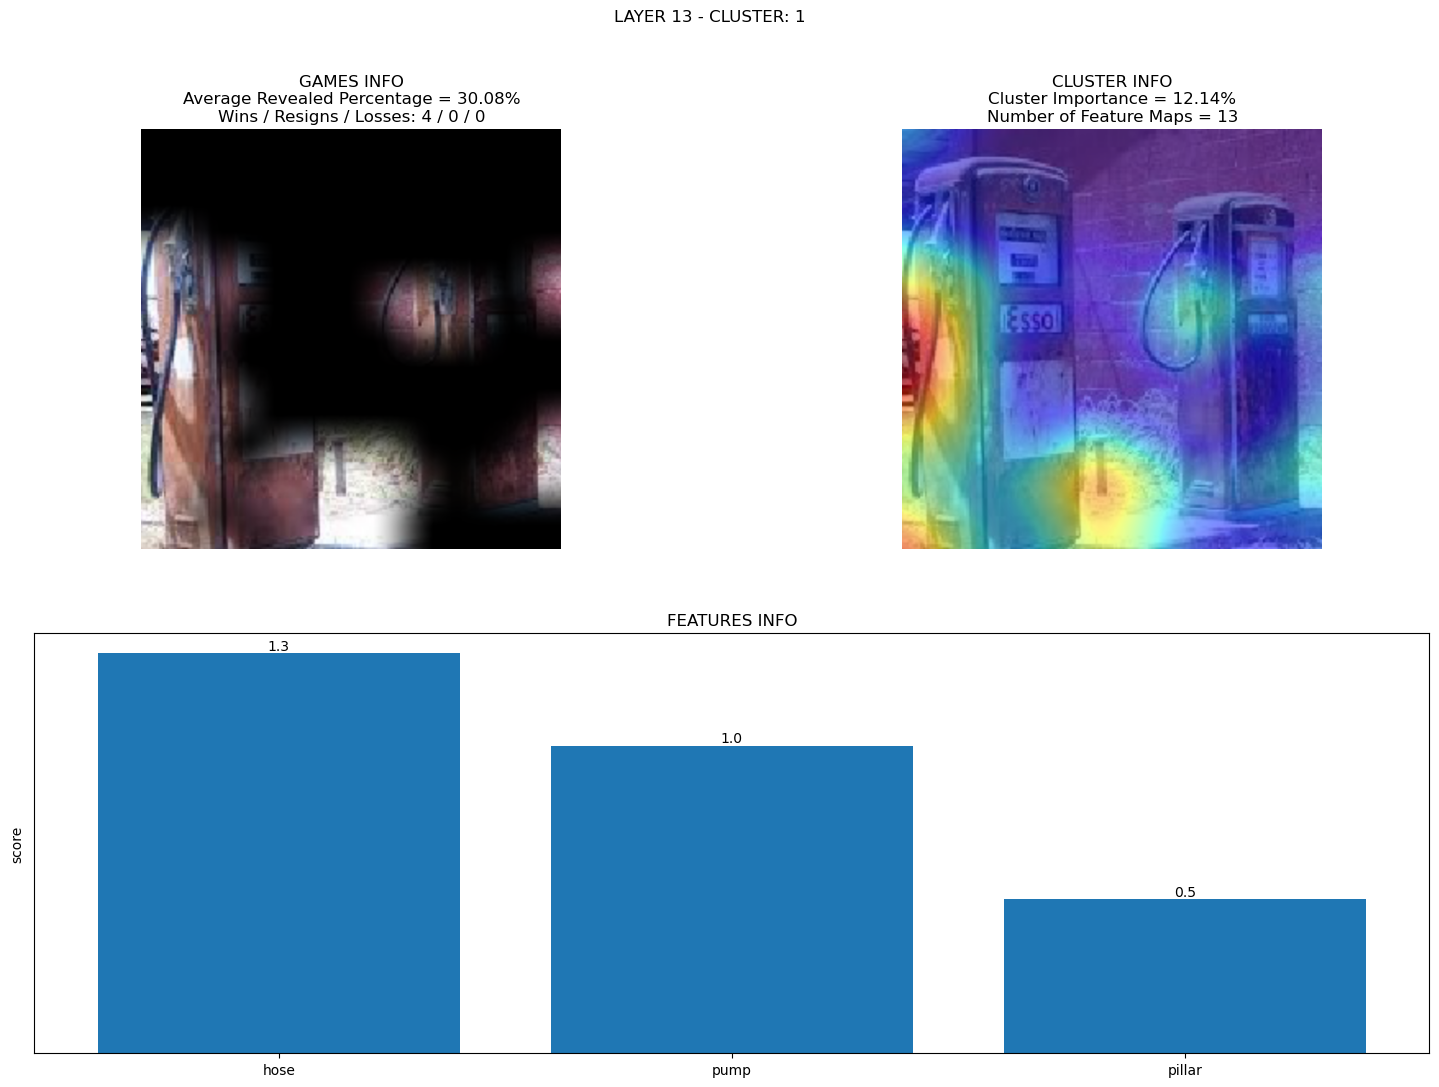 LAYER 13 - CLUSTER: 1
GAMES INFO
Average Revealed Percentage = 30.08%
Wins / Resigns / Losses: 4 / 0 / 0
CLUSTER INFO
Cluster Importance = 12.14%
Number of Feature Maps = 13
ESSO
FEATURES INFO
score
1.3
1.0
0.5
hose
pump
pillar